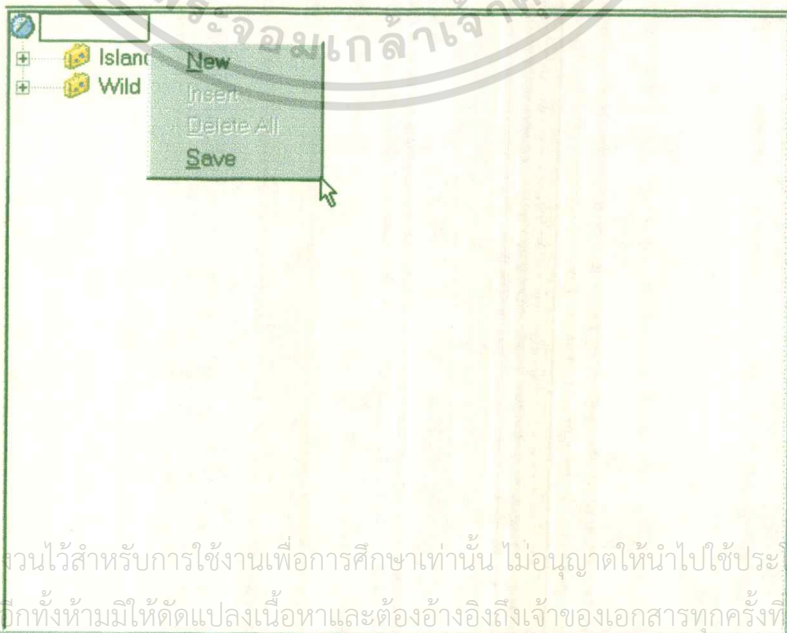 ระจอมเกล้าเจ้า
Island
New
Wild
Insert
Delete All
Save
งวนไว้สำหรับการใช้งานเพื่อการศึกษาเท่านั้น ไม่อนุญาตให้นำไปใช้ประ
อีกทั้งห้ามมิให้ดัดแปลงเนื้อหาและต้องอ้างอิงถึงเจ้าของเอกสารทุกครั้งที่